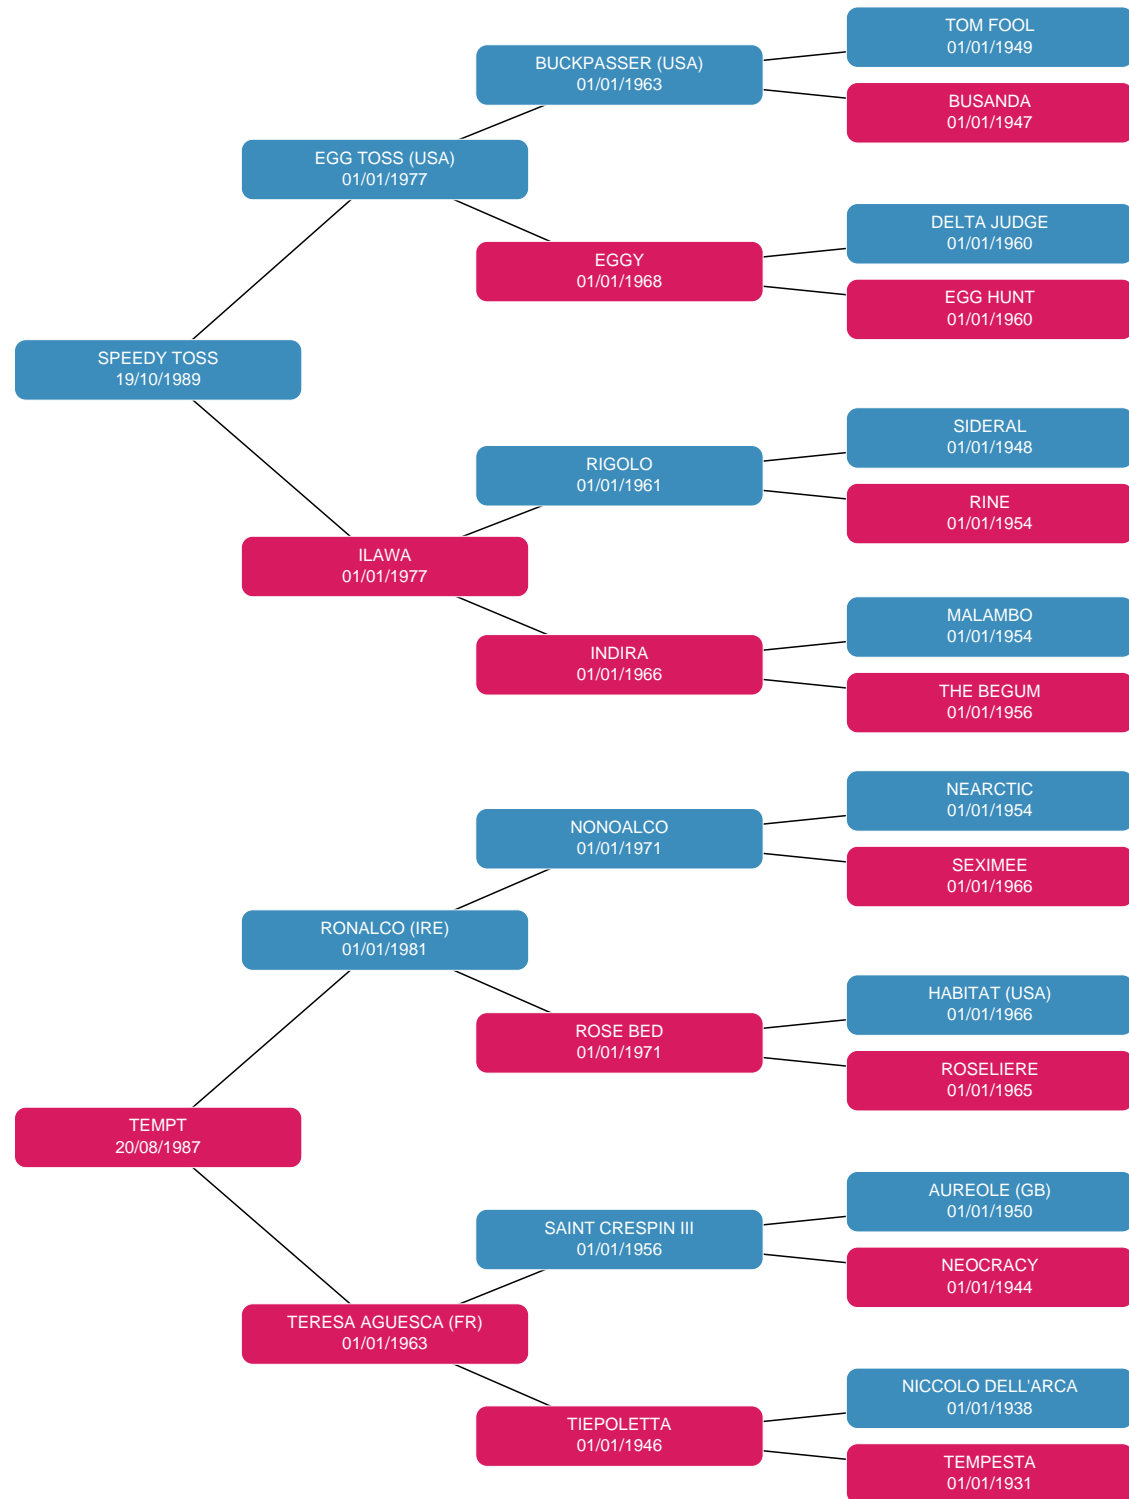 TOM FOOL
01/01/1949
BUCKPASSER (USA)
01/01/1963
BUSANDA
01/01/1947
EGG TOSS (USA)
01/01/1977
DELTA JUDGE
01/01/1960
EGGY
01/01/1968
EGG HUNT
01/01/1960
SPEEDY TOSS
19/10/1989
SIDERAL
01/01/1948
RIGOLO
01/01/1961
RINE
01/01/1954
ILAWA
01/01/1977
MALAMBO
01/01/1954
INDIRA
01/01/1966
THE BEGUM
01/01/1956
NEARCTIC
01/01/1954
NONOALCO
01/01/1971
SEXIMEE
01/01/1966
RONALCO (IRE)
01/01/1981
HABITAT (USA)
01/01/1966
ROSE BED
01/01/1971
ROSELIERE
01/01/1965
TEMPT
20/08/1987
AUREOLE (GB)
01/01/1950
SAINT CRESPIN III
01/01/1956
NEOCRACY
01/01/1944
TERESA AGUESCA (FR)
01/01/1963
NICCOLO DELL'ARCA
01/01/1938
TIEPOLETTA
01/01/1946
TEMPESTA
01/01/1931